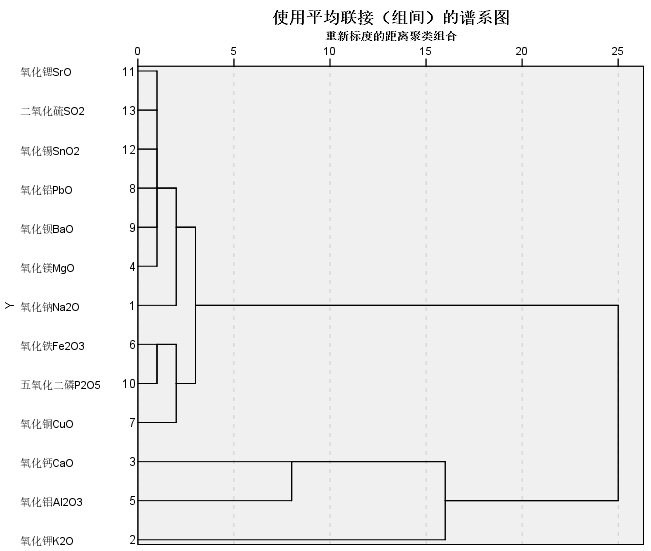 使用平均联接（组间）的谱系图
重新标度的距离聚类组合
0 5 10 15 20 25
氧化锶SrO 11
二氧化硫SO2 13
氧化锡SnO2 12
氧化铅PbO 8
氧化钡BaO 9
氧化镁MgO 4
Y
氧化钠Na2O 1
氧化铁Fe2O3 6
五氧化二磷P2O5 10
氧化铜CuO 7
氧化钙CaO 3
氧化铝Al2O3 5
氧化钾K2O 2